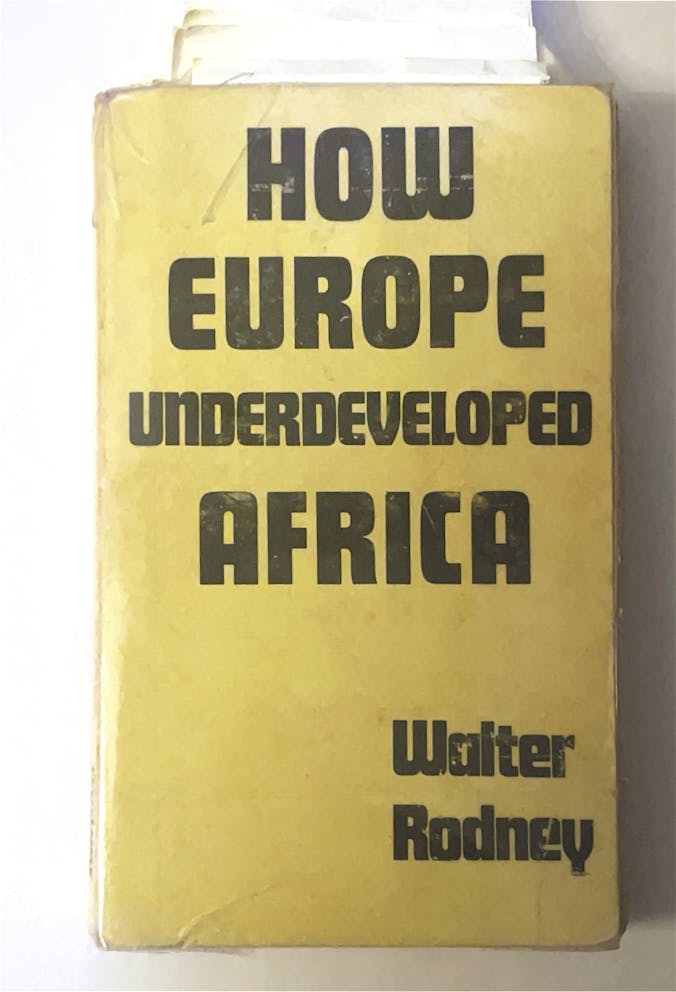 HOW
EUROPE
UNDERDEVELOPED
AFRICA
Walter
Rodney